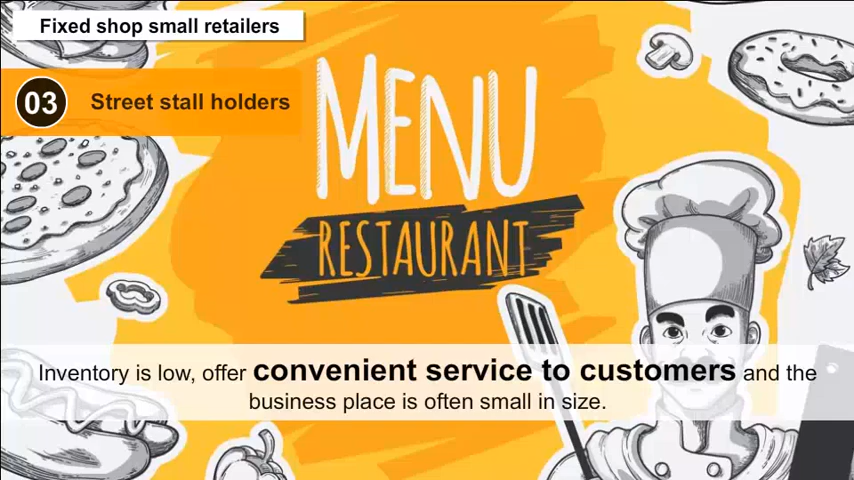 Fixed shop small retailers
03
Street stall holders
MENU
RESTAURANT
Inventory is low, offer convenient service to customers and the
business place is often small in size.